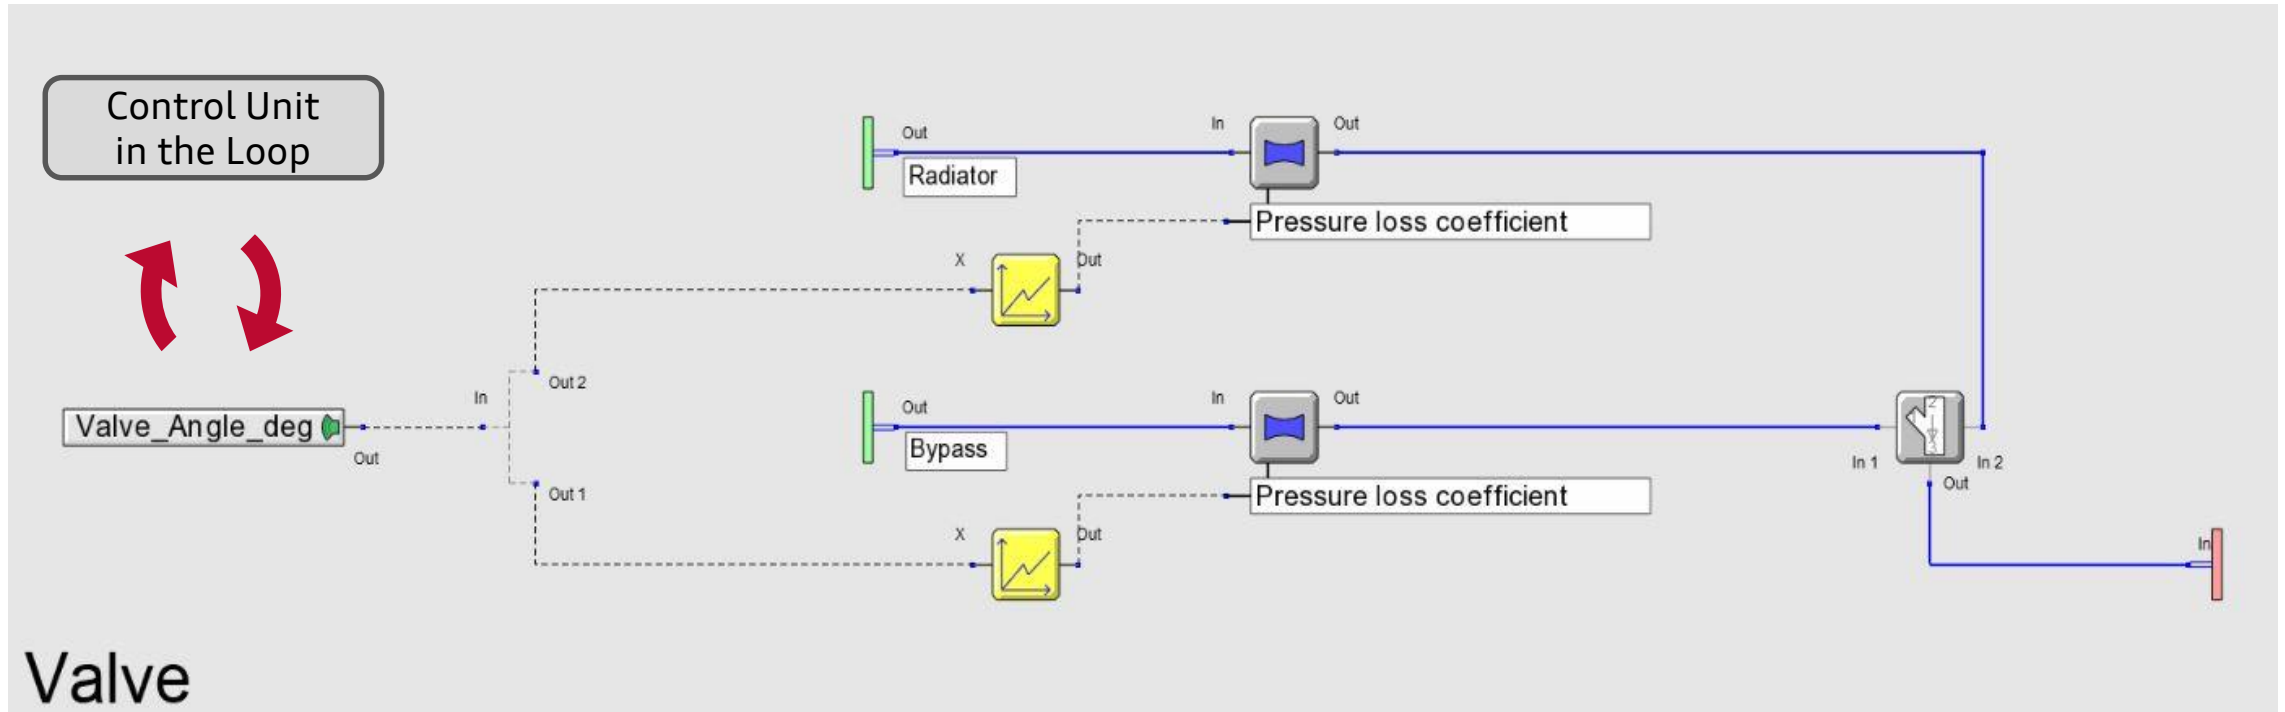 Control Unit
in the Loop
Out
In
Out
Radiator
Pressure loss coefficient
X
Out
Out 2
In
Valve_Angle_deg
Out
Out 1
Out
In
Out
Bypass
Pressure loss coefficient
In 1
In 2
Out
X
Out
In
Valve